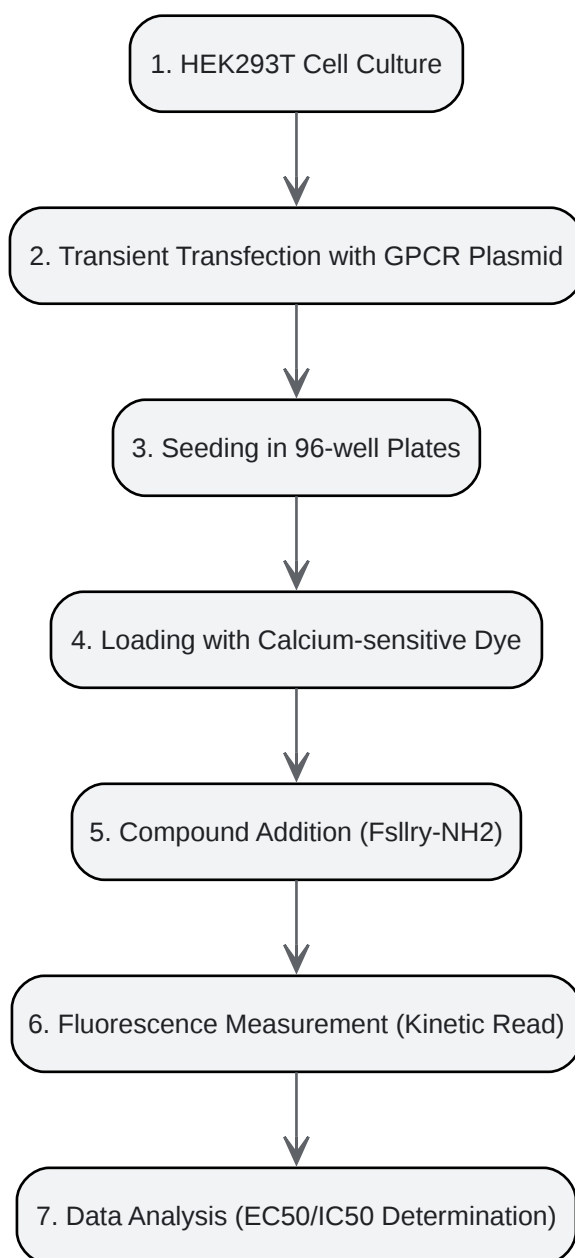 1. HEK293T Cell Culture
2. Transient Transfection with GPCR Plasmid
3. Seeding in 96-well Plates
4. Loading with Calcium-sensitive Dye
5. Compound Addition (Fsllry-NH2)
6. Fluorescence Measurement (Kinetic Read)
7. Data Analysis (EC50/IC50 Determination)